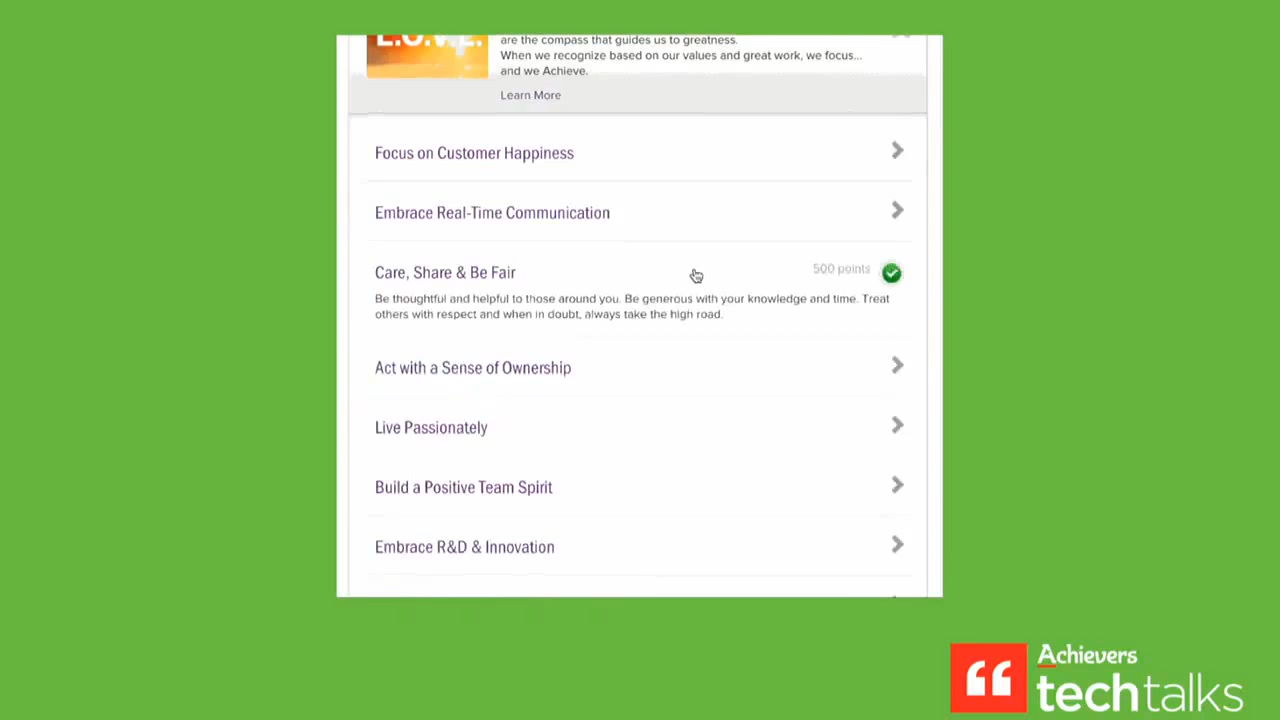 L.O.V.E.
are the compass that guides us to greatness.
When we recognize based on our values and great work, we focus...
and we Achieve.
Learn More
Focus on Customer Happiness
Embrace Real-Time Communication
Care, Share & Be Fair
500 points
Be thoughtful and helpful to those around you. Be generous with your knowledge and time. Treat
others with respect and when in doubt, always take the high road.
Act with a Sense of Ownership
Live Passionately
Build a Positive Team Spirit
Embrace R&D & Innovation
Achievers
techtalks